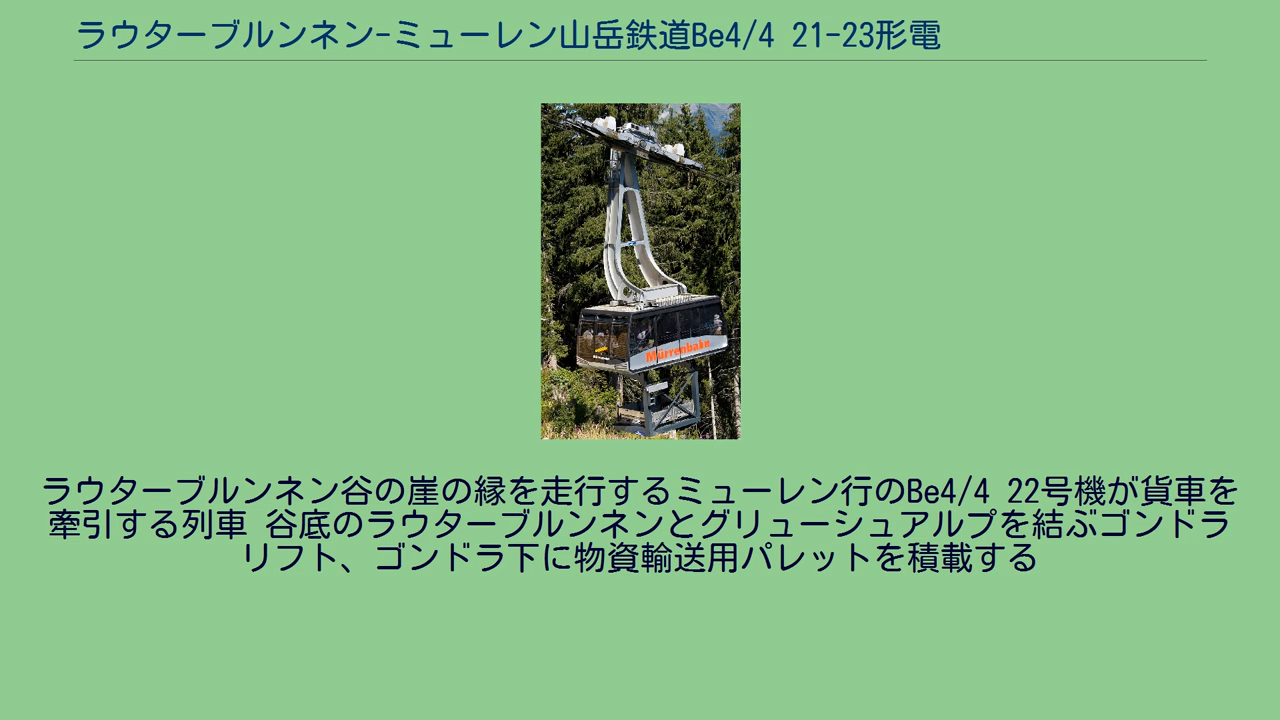 ラウターブルンネン-ミューレン山岳鉄道Be4/4 21-23形電
Mürrenbahn
ラウターブルンネン谷の崖の縁を走行するミューレン行のBe4/4 22号機が貨車を
牽引する列車 谷底のラウターブルンネンとグリューシュアルプを結ぶゴンドラ
リフト、ゴンドラ下に物資輸送用パレットを積載する